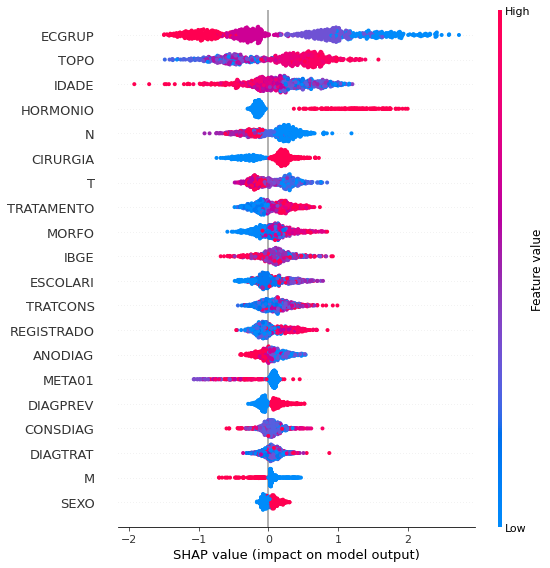 High
ECGRUP
TOPO
IDADE
HORMONIO
N
CIRURGIA
T
TRATAMENTO
MORFO
IBGE
ESCOLARI
TRATCONS
REGISTRADO
ANODIAG
META01
DIAGPREV
CONSDIAG
DIAGTRAT
M
SEXO
Feature value
Low
−2 −1 0 1 2
SHAP value (impact on model output)